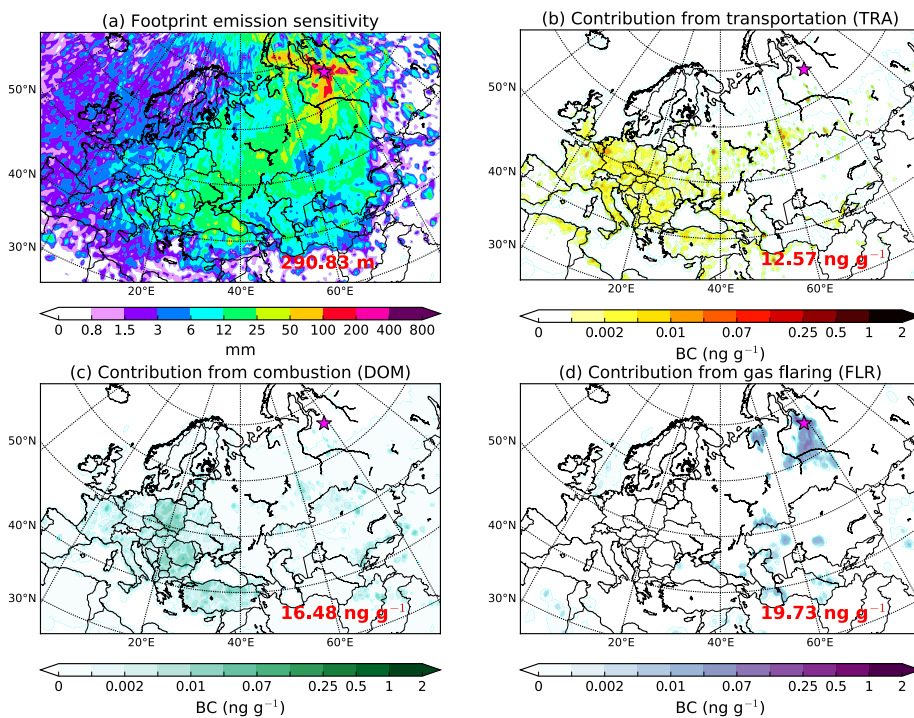 (a) Footprint emission sensitivity
50°N
40°N
30°N
290.83 m
20°E 40°E 60°E
0 0.8 1.5 3 6 12 25 50 100 200 400 800
mm
(b) Contribution from transportation (TRA)
50°N
40°N
30°N
12.57 ng g⁻¹
20°E 40°E 60°E
0 0.002 0.01 0.07 0.25 0.5 1 2
BC (ng g⁻¹)
(c) Contribution from combustion (DOM)
50°N
40°N
30°N
16.48 ng g⁻¹
20°E 40°E 60°E
0 0.002 0.01 0.07 0.25 0.5 1 2
BC (ng g⁻¹)
(d) Contribution from gas flaring (FLR)
50°N
40°N
30°N
19.73 ng g⁻¹
20°E 40°E 60°E
0 0.002 0.01 0.07 0.25 0.5 1 2
BC (ng g⁻¹)